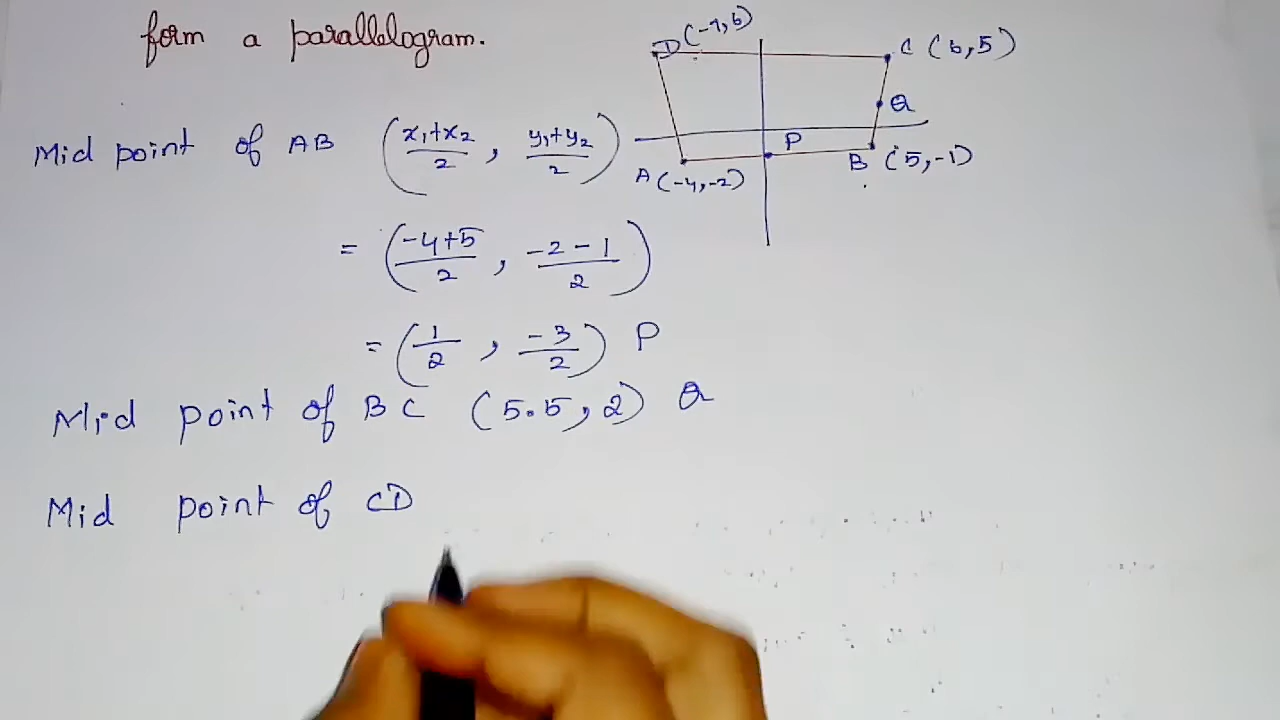 form a parallelogram.
D (-7,6)
C (6,5)
Q
P
A (-4,-2)
B (5,-1)
Mid point of AB (x₁+x₂/2, y₁+y₂/2)
= (-4+5/2, -2-1/2)
= (1/2, -3/2) P
Mid point of BC (5.5,2) Q
Mid point of CD